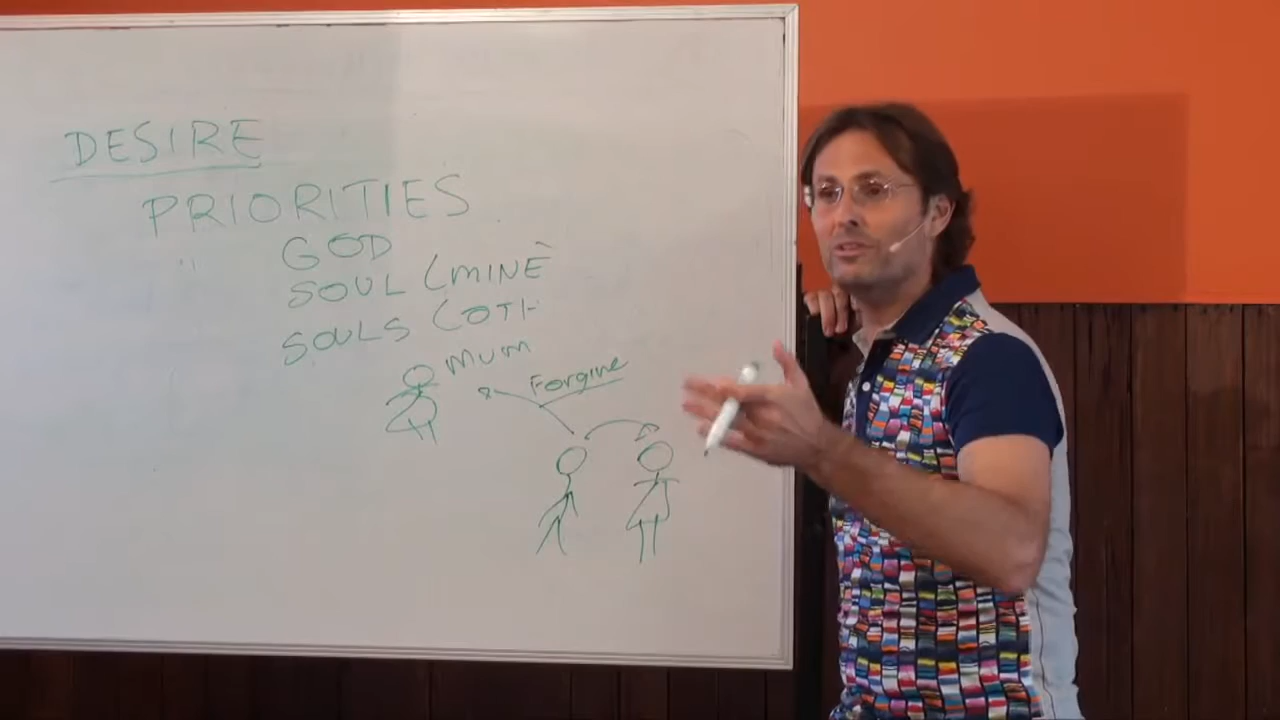 DESIRE
PRIORITIES
GOD
SOUL (MINE
SOULS (OTH
MUM
Forgive